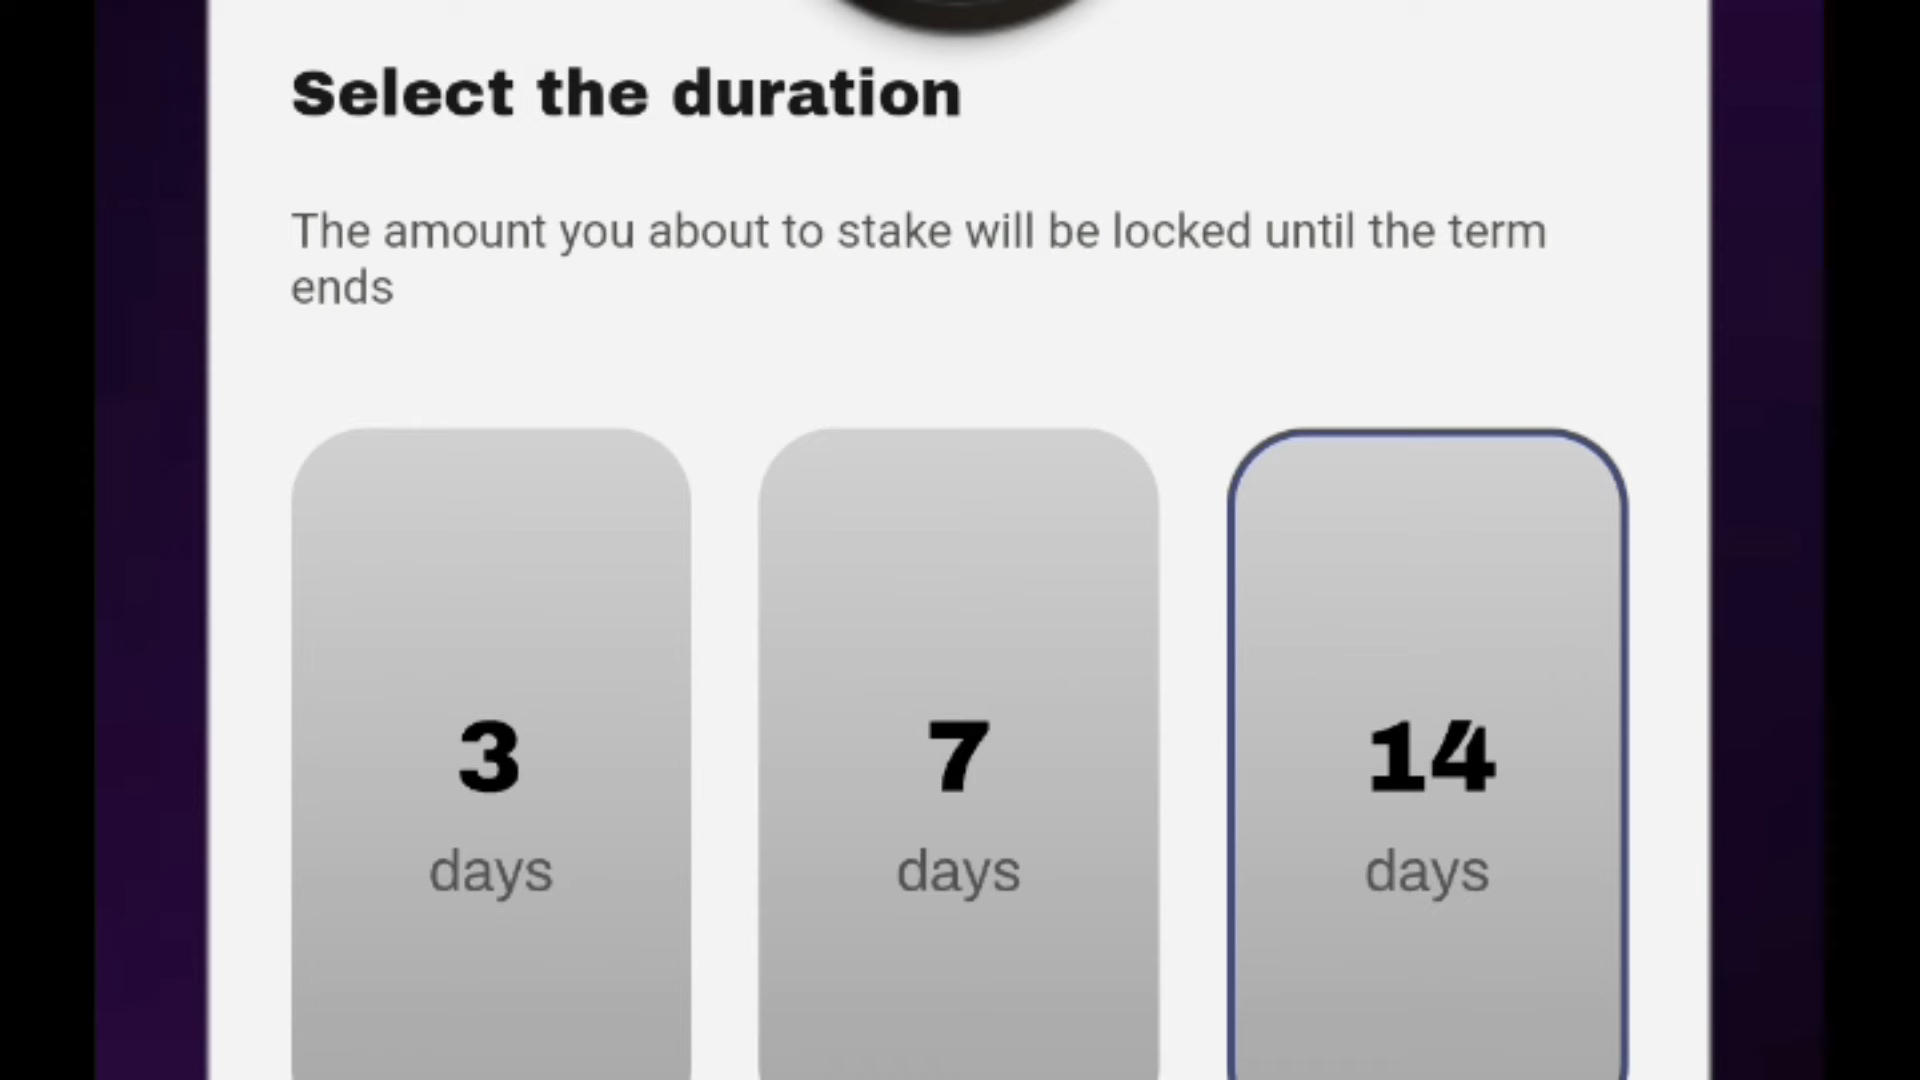 Select the duration
The amount you about to stake will be locked until the term
ends
3
7
14
days
days
days